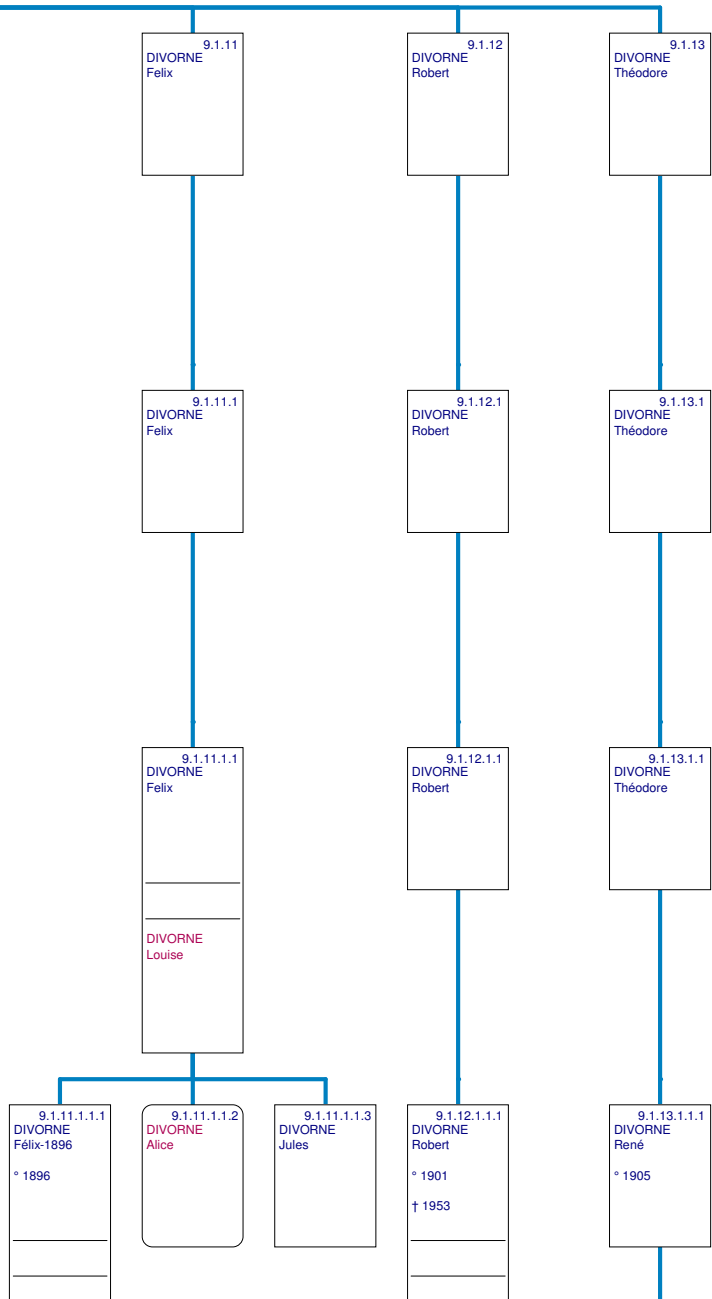 9.1.11
DIVORNE
Felix
9.1.12
DIVORNE
Robert
9.1.13
DIVORNE
Théodore
9.1.11.1
DIVORNE
Felix
9.1.12.1
DIVORNE
Robert
9.1.13.1
DIVORNE
Théodore
9.1.11.1.1
DIVORNE
Felix
DIVORNE
Louise
9.1.12.1.1
DIVORNE
Robert
9.1.13.1.1
DIVORNE
Théodore
9.1.11.1.1.1
DIVORNE
Félix-1896
° 1896
9.1.11.1.1.2
DIVORNE
Alice
9.1.11.1.1.3
DIVORNE
Jules
9.1.12.1.1.1
DIVORNE
Robert
° 1901
† 1953
9.1.13.1.1.1
DIVORNE
René
° 1905